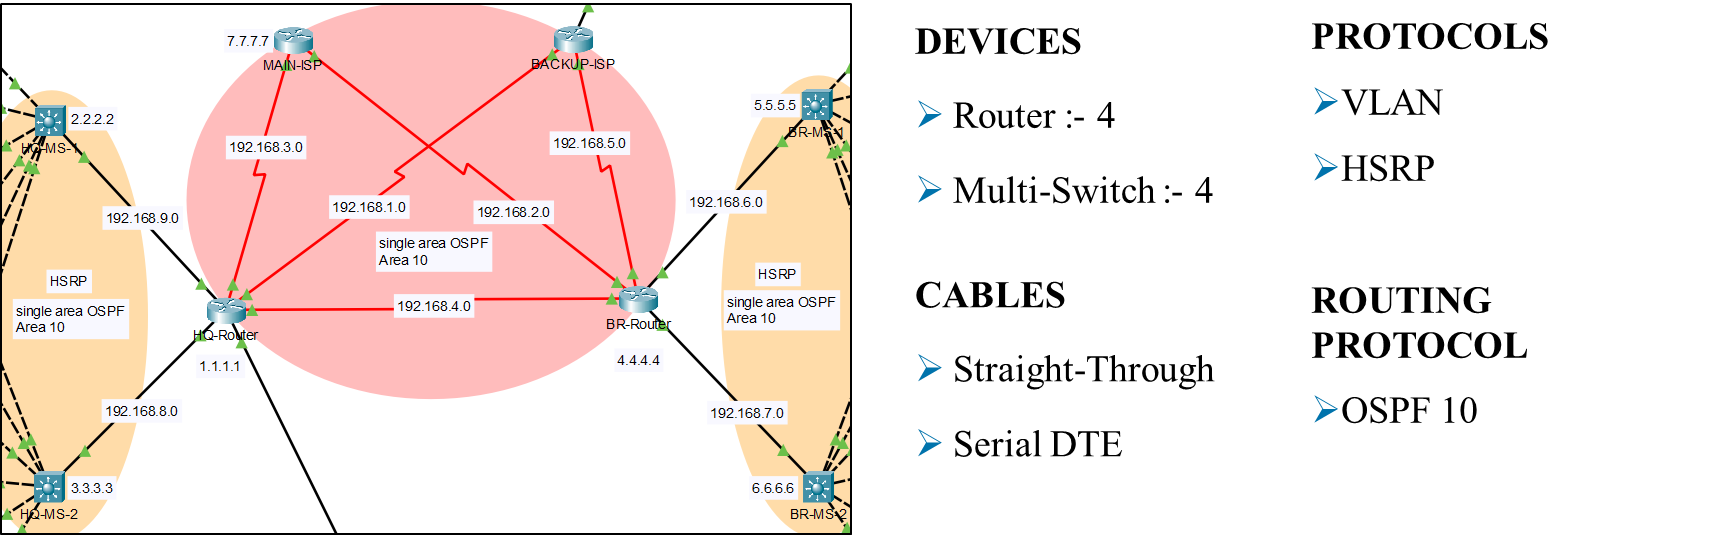 7.7.7.7
MAIN-ISP
BACKUP-ISP
2.2.2.2
HQ-MS-1
5.5.5.5
BR-MS-1
192.168.3.0
192.168.5.0
192.168.1.0
192.168.2.0
192.168.9.0
192.168.6.0
single area OSPF
Area 10
HSRP
single area OSPF
Area 10
HSRP
single area OSPF
Area 10
192.168.4.0
HQ-Router
1.1.1.1
BR-Router
4.4.4.4
192.168.8.0
192.168.7.0
3.3.3.3
HQ-MS-2
6.6.6.6
BR-MS-2
DEVICES
Router :- 4
Multi-Switch :- 4
CABLES
Straight-Through
Serial DTE
PROTOCOLS
VLAN
HSRP
ROUTING
PROTOCOL
OSPF 10